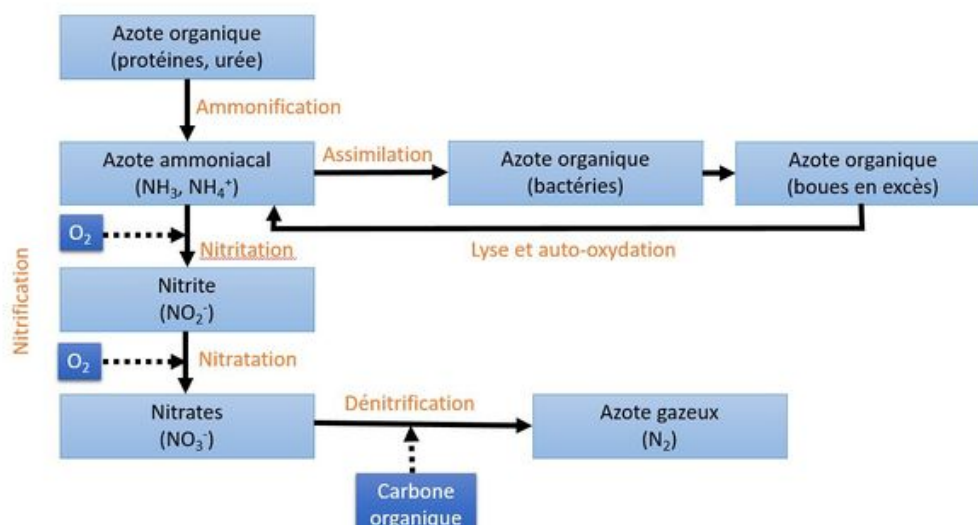 Azote organique
(protéines, urée)
Ammonification
Azote ammoniacal
(NH₃, NH₄⁺)
Assimilation
Azote organique
(bactéries)
Azote organique
(boues en excès)
O₂
Nitritation
Lyse et auto-oxydation
Nitrification
Nitrite
(NO₂⁻)
O₂
Nitratation
Nitrates
(NO₃⁻)
Dénitrification
Azote gazeux
(N₂)
Carbone
organique